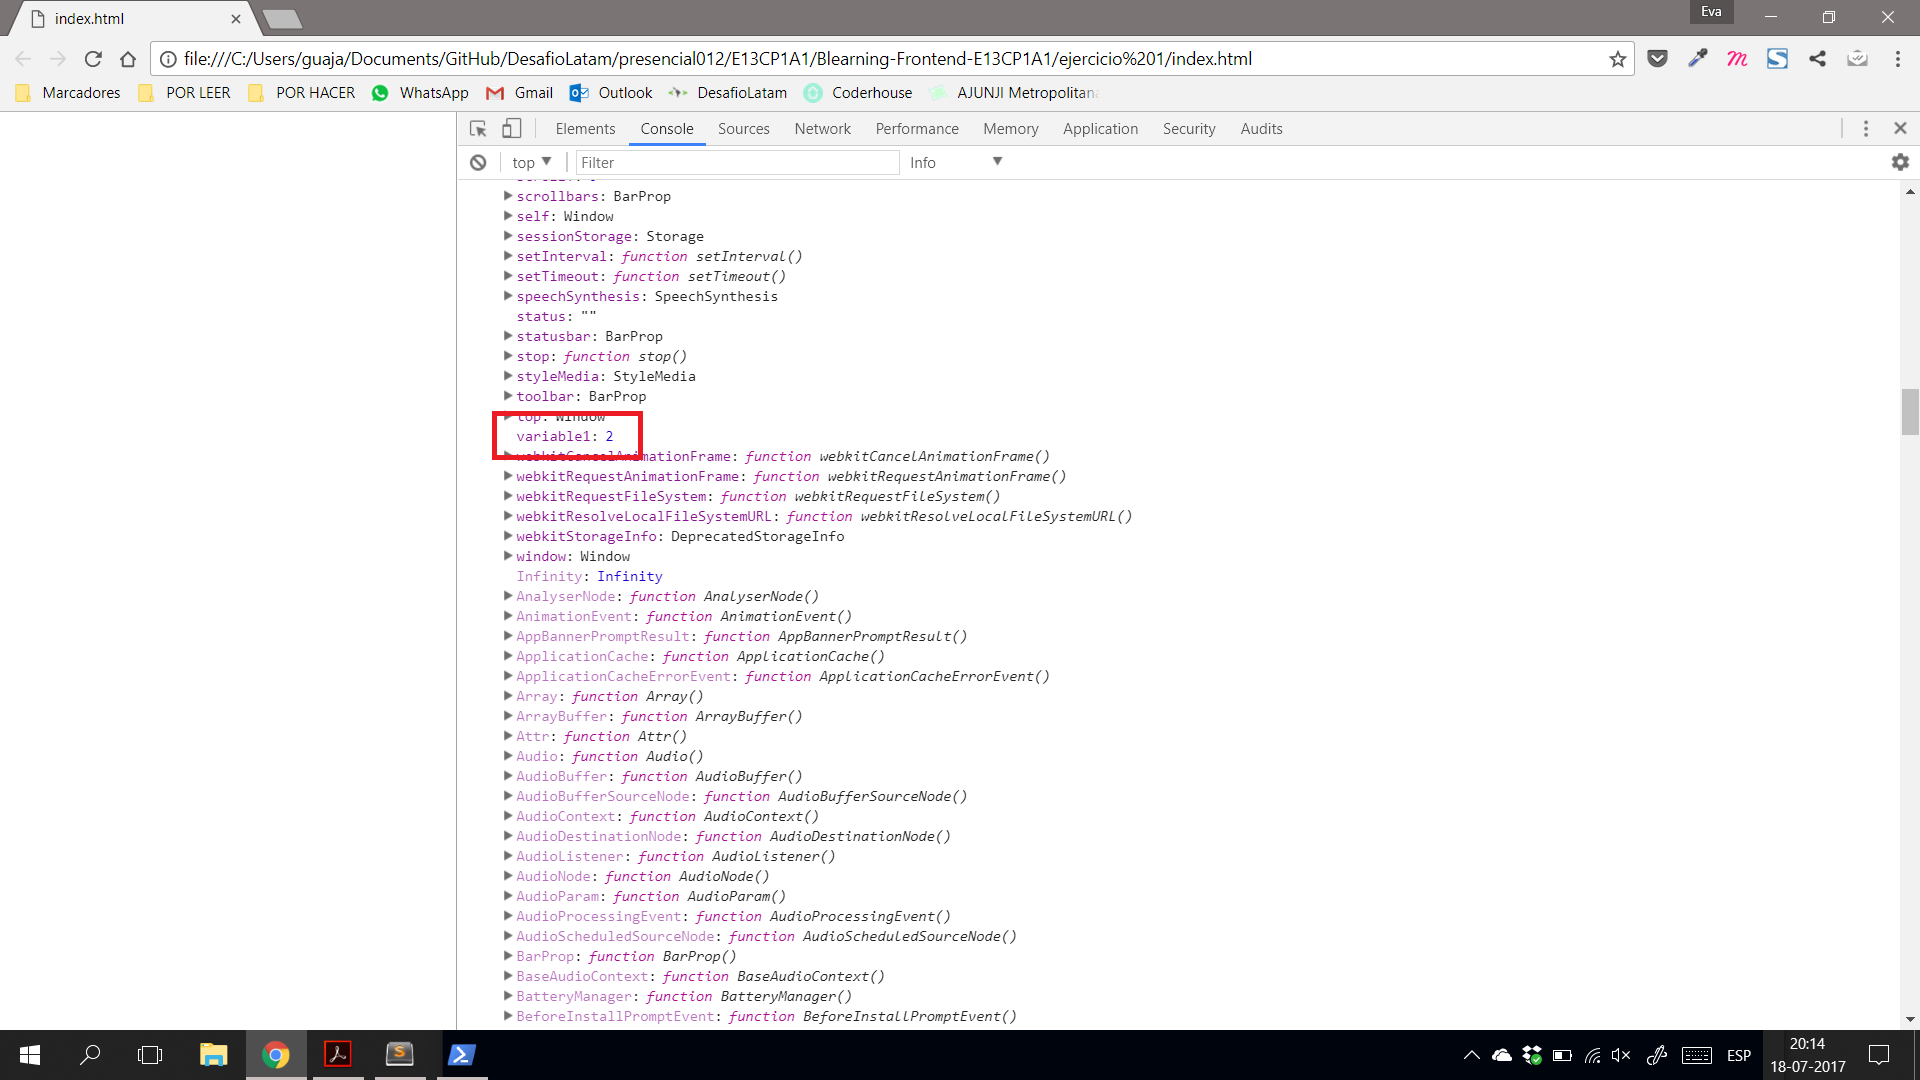 index.html
Eva
file:///C:/Users/guaja/Documents/GitHub/DesafioLatam/presencial012/E13CP1A1/Blearning-Frontend-E13CP1A1/ejercicio%201/index.html
Marcadores POR LEER POR HACER WhatsApp Gmail Outlook DesafioLatam Coderhouse AJUNJI Metropolitana
Elements Console Sources Network Performance Memory Application Security Audits
top Filter Info
scrollbars: BarProp
self: Window
sessionStorage: Storage
setInterval: function setInterval()
setTimeout: function setTimeout()
speechSynthesis: SpeechSynthesis
status: ""
statusbar: BarProp
stop: function stop()
styleMedia: StyleMedia
toolbar: BarProp
top: Window
variable1: 2
webkitCancelAnimationFrame: function webkitCancelAnimationFrame()
webkitRequestAnimationFrame: function webkitRequestAnimationFrame()
webkitRequestFileSystem: function webkitRequestFileSystem()
webkitResolveLocalFileSystemURL: function webkitResolveLocalFileSystemURL()
webkitStorageInfo: DeprecatedStorageInfo
window: Window
Infinity: Infinity
AnalyserNode: function AnalyserNode()
AnimationEvent: function AnimationEvent()
AppBannerPromptResult: function AppBannerPromptResult()
ApplicationCache: function ApplicationCache()
ApplicationCacheErrorEvent: function ApplicationCacheErrorEvent()
Array: function Array()
ArrayBuffer: function ArrayBuffer()
Attr: function Attr()
Audio: function Audio()
AudioBuffer: function AudioBuffer()
AudioBufferSourceNode: function AudioBufferSourceNode()
AudioContext: function AudioContext()
AudioDestinationNode: function AudioDestinationNode()
AudioListener: function AudioListener()
AudioNode: function AudioNode()
AudioParam: function AudioParam()
AudioProcessingEvent: function AudioProcessingEvent()
AudioScheduledSourceNode: function AudioScheduledSourceNode()
BarProp: function BarProp()
BaseAudioContext: function BaseAudioContext()
BatteryManager: function BatteryManager()
BeforeInstallPromptEvent: function BeforeInstallPromptEvent()
ESP
20:14
18-07-2017